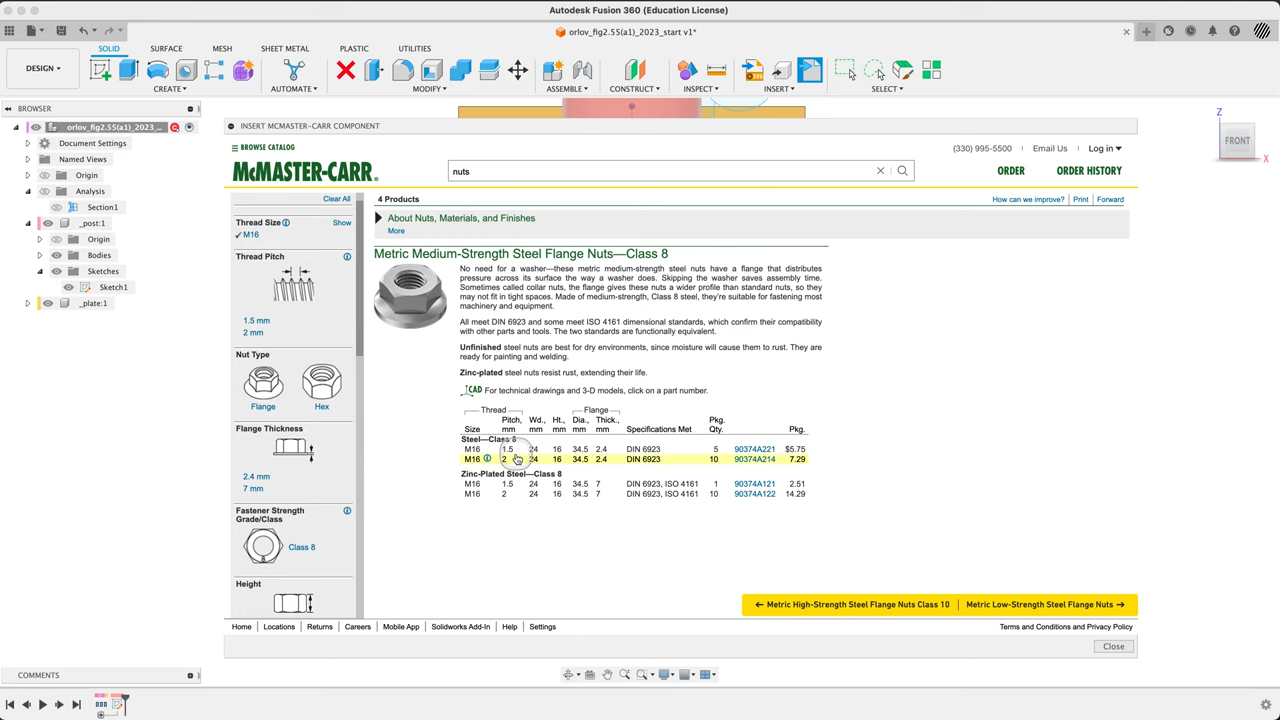 Autodesk Fusion 360 (Education License)
orlov_fig2.55(a1)_2023_start v1*
DESIGN
SOLID
SURFACE
MESH
SHEET METAL
PLASTIC
UTILITIES
CREATE
AUTOMATE
MODIFY
ASSEMBLE
CONSTRUCT
INSPECT
INSERT
SELECT
BROWSER
orlov_fig2.55(a1)_2023_...
Document Settings
Named Views
Origin
Analysis
Section1
_post:1
Origin
Bodies
Sketches
Sketch1
_plate:1
INSERT MCMASTER-CARR COMPONENT
BROWSE CATALOG
(330) 995-5500
Email Us
Log in
McMASTER-CARR.
nuts
ORDER
ORDER HISTORY
Clear All
Thread Size
Show
M16
Thread Pitch
1.5 mm
2 mm
Nut Type
Flange
Hex
Flange Thickness
2.4 mm
7 mm
Fastener Strength
Grade/Class
Class 8
Height
4 Products
How can we improve?
Print
Forward
About Nuts, Materials, and Finishes
More
Metric Medium-Strength Steel Flange Nuts—Class 8
No need for a washer—these metric medium-strength steel nuts have a flange that distributes
pressure across its surface the way a washer does. Skipping the washer saves assembly time.
Sometimes called collar nuts, the flange gives these nuts a wider profile than standard nuts, so
they may not fit in tight spaces. Made of medium-strength, Class 8 steel, they're suitable for fastening most
machinery and equipment.
All meet DIN 6923 and some meet ISO 4161 dimensional standards, which confirm their compatibility
with other parts and tools. The two standards are functionally equivalent.
Unfinished steel nuts are best for dry environments, since moisture will cause them to rust. They are
ready for painting and welding.
Zinc-plated steel nuts resist rust, extending their life.
CAD For technical drawings and 3-D models, click on a part number.
Thread Flange
Size Pitch, mm Wd., mm Ht., mm Dia., mm Thick., mm Specifications Met Pkg. Qty. Pkg.
Steel—Class 8
M16 1.5 24 16 34.5 2.4 DIN 6923 5 90374A221 $5.75
M16 2 24 16 34.5 2.4 DIN 6923 10 90374A214 7.29
Zinc-Plated Steel—Class 8
M16 1.5 24 16 34.5 7 DIN 6923, ISO 4161 1 90374A121 2.51
M16 2 24 16 34.5 7 DIN 6923, ISO 4161 10 90374A122 14.29
Metric High-Strength Steel Flange Nuts Class 10
Metric Low-Strength Steel Flange Nuts
Home
Locations
Returns
Careers
Mobile App
Solidworks Add-In
Help
Settings
Terms and Conditions and Privacy Policy
Close
Z
FRONT
X
COMMENTS